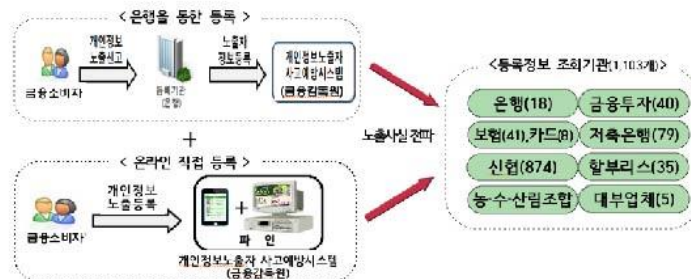 < 은행을 통한 등록 >
개인정보
노출신고
노출자
정보등록
개인정보노출자
사고예방시스템
(금융감독원)
금융소비자
등록기관
(은행)
+
< 온라인 직접 등록 >
개인정보
노출등록
+
파 인
금융소비자
개인정보노출자 사고예방시스템
(금융감독원)
노출사실 전파
<등록정보 조회기관(1,103개)>
은행(18)
금융투자(40)
보험(41),카드(8)
저축은행(79)
신협(874)
할부리스(35)
농·수·산림조합
대부업체(5)